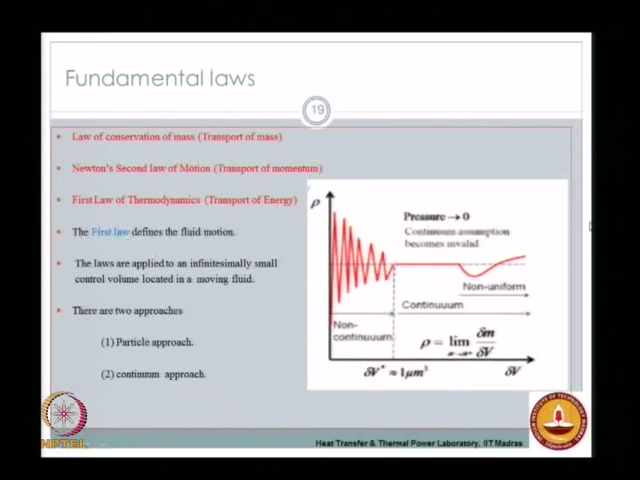 Fundamental laws
19
Law of conservation of mass (Transport of mass)
Newton's Second law of Motion (Transport of momentum)
First Law of Thermodynamics (Transport of Energy)
The First law defines the fluid motion.
The laws are applied to an infinitesimally small
control volume located in a moving fluid.
There are two approaches
(1) Particle approach.
(2) continuum approach.
ρ
Pressure → 0
Continuum assumption
becomes invalid.
Non-uniform
Continuum
Non-
continuuum
ρ = lim δm/δV
δV* ≈ 1μm³
δV
NPTEL
Heat Transfer & Thermal Power Laboratory, IIT Madras